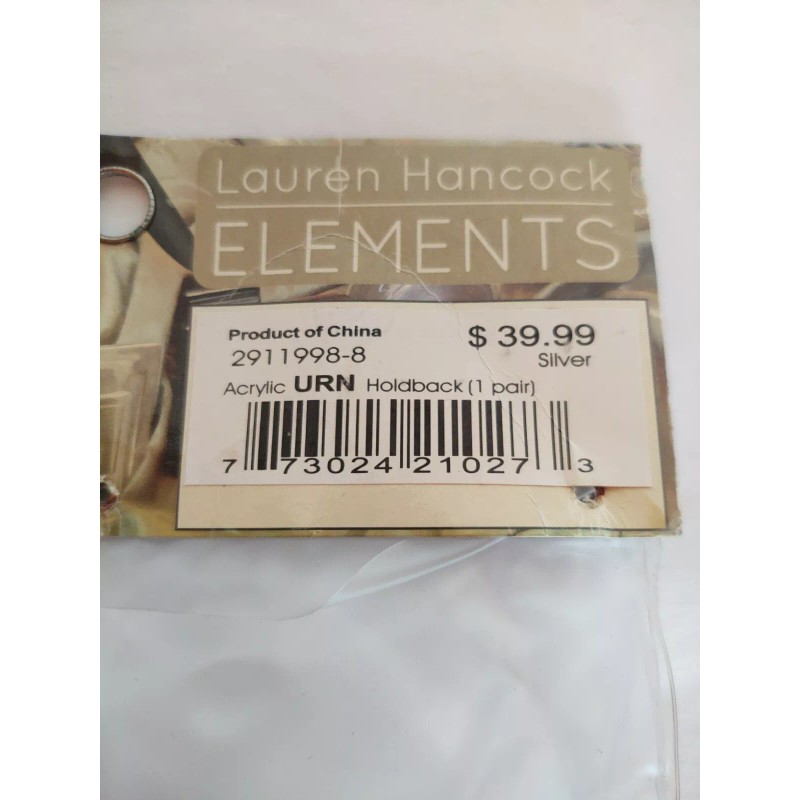 Lauren Hancock
ELEMENTS
Product of China $ 39.99
2911998-8 Silver
Acrylic URN Holdback (1 pair)
7 73024 21027 3